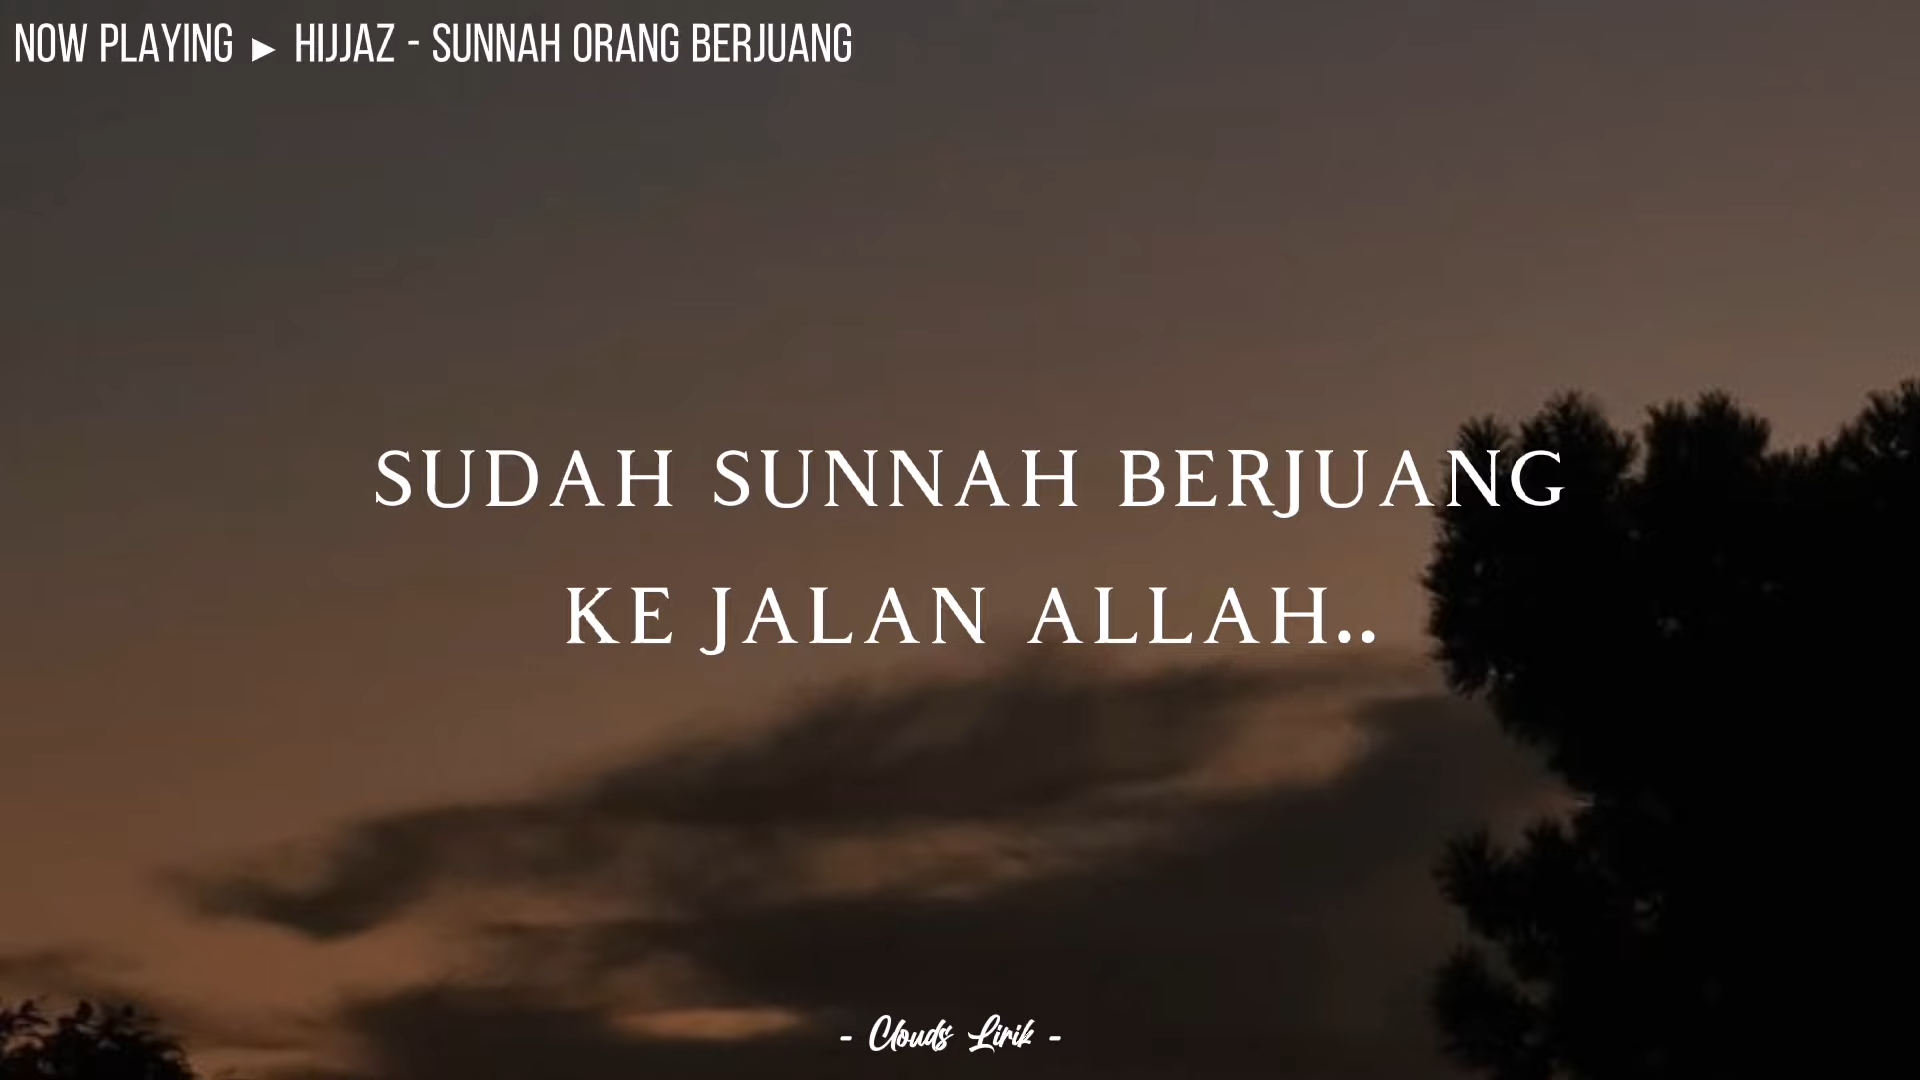 NOW PLAYING ► HIJJAZ - SUNNAH ORANG BERJUANG
SUDAH SUNNAH BERJUANG
KE JALAN ALLAH..
- Clouds Lirik -